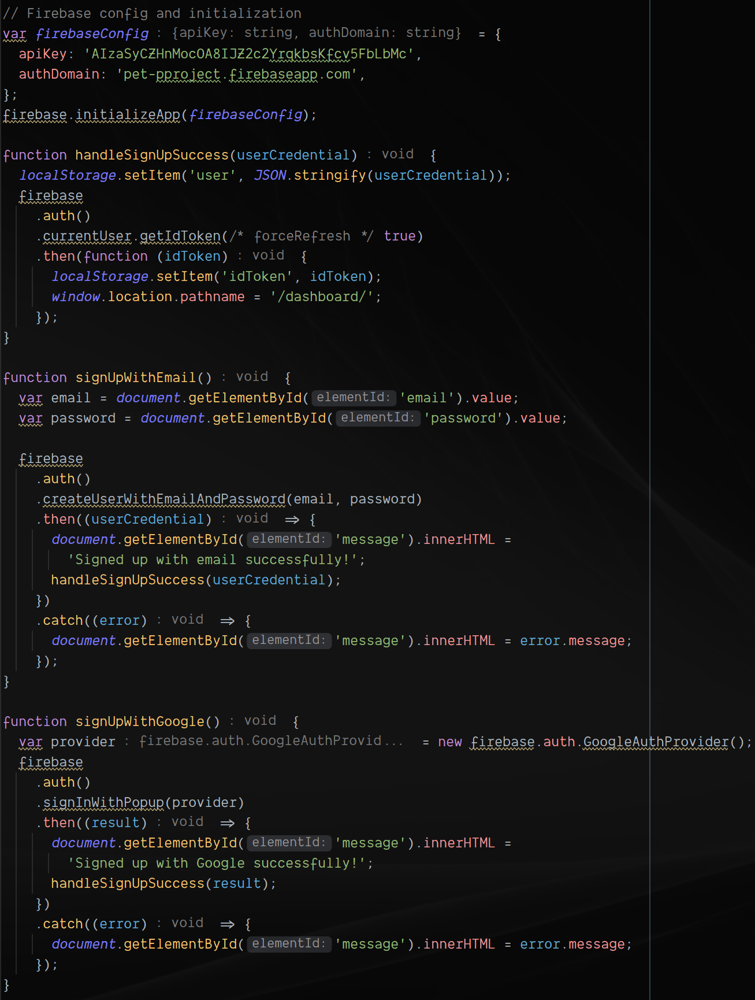 // Firebase config and initialization
var firebaseConfig : {apiKey: string, authDomain: string} = {
  apiKey: 'AIzaSyCZHnMocOA8IJZ2c2YrqkbsKfcv5FbLbMc',
  authDomain: 'pet-pproject.firebaseapp.com',
};
firebase.initializeApp(firebaseConfig);

function handleSignUpSuccess(userCredential) : void {
  localStorage.setItem('user', JSON.stringify(userCredential));
  firebase
    .auth()
    .currentUser.getIdToken(/* forceRefresh */ true)
    .then(function (idToken) : void {
      localStorage.setItem('idToken', idToken);
      window.location.pathname = '/dashboard/';
    });
}

function signUpWithEmail() : void {
  var email = document.getElementById( elementId: 'email').value;
  var password = document.getElementById( elementId: 'password').value;

  firebase
    .auth()
    .createUserWithEmailAndPassword(email, password)
    .then((userCredential) : void => {
      document.getElementById( elementId: 'message').innerHTML =
        'Signed up with email successfully!';
      handleSignUpSuccess(userCredential);
    })
    .catch((error) : void => {
      document.getElementById( elementId: 'message').innerHTML = error.message;
    });
}

function signUpWithGoogle() : void {
  var provider : firebase.auth.GoogleAuthProvid... = new firebase.auth.GoogleAuthProvider();
  firebase
    .auth()
    .signInWithPopup(provider)
    .then((result) : void => {
      document.getElementById( elementId: 'message').innerHTML =
        'Signed up with Google successfully!';
      handleSignUpSuccess(result);
    })
    .catch((error) : void => {
      document.getElementById( elementId: 'message').innerHTML = error.message;
    });
}